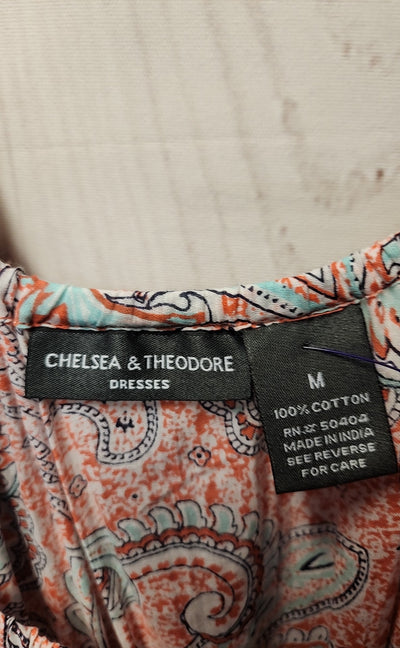 CHELSEA & THEODORE
DRESSES
M
100% COTTON
RN# 50404
MADE IN INDIA
SEE REVERSE
FOR CARE